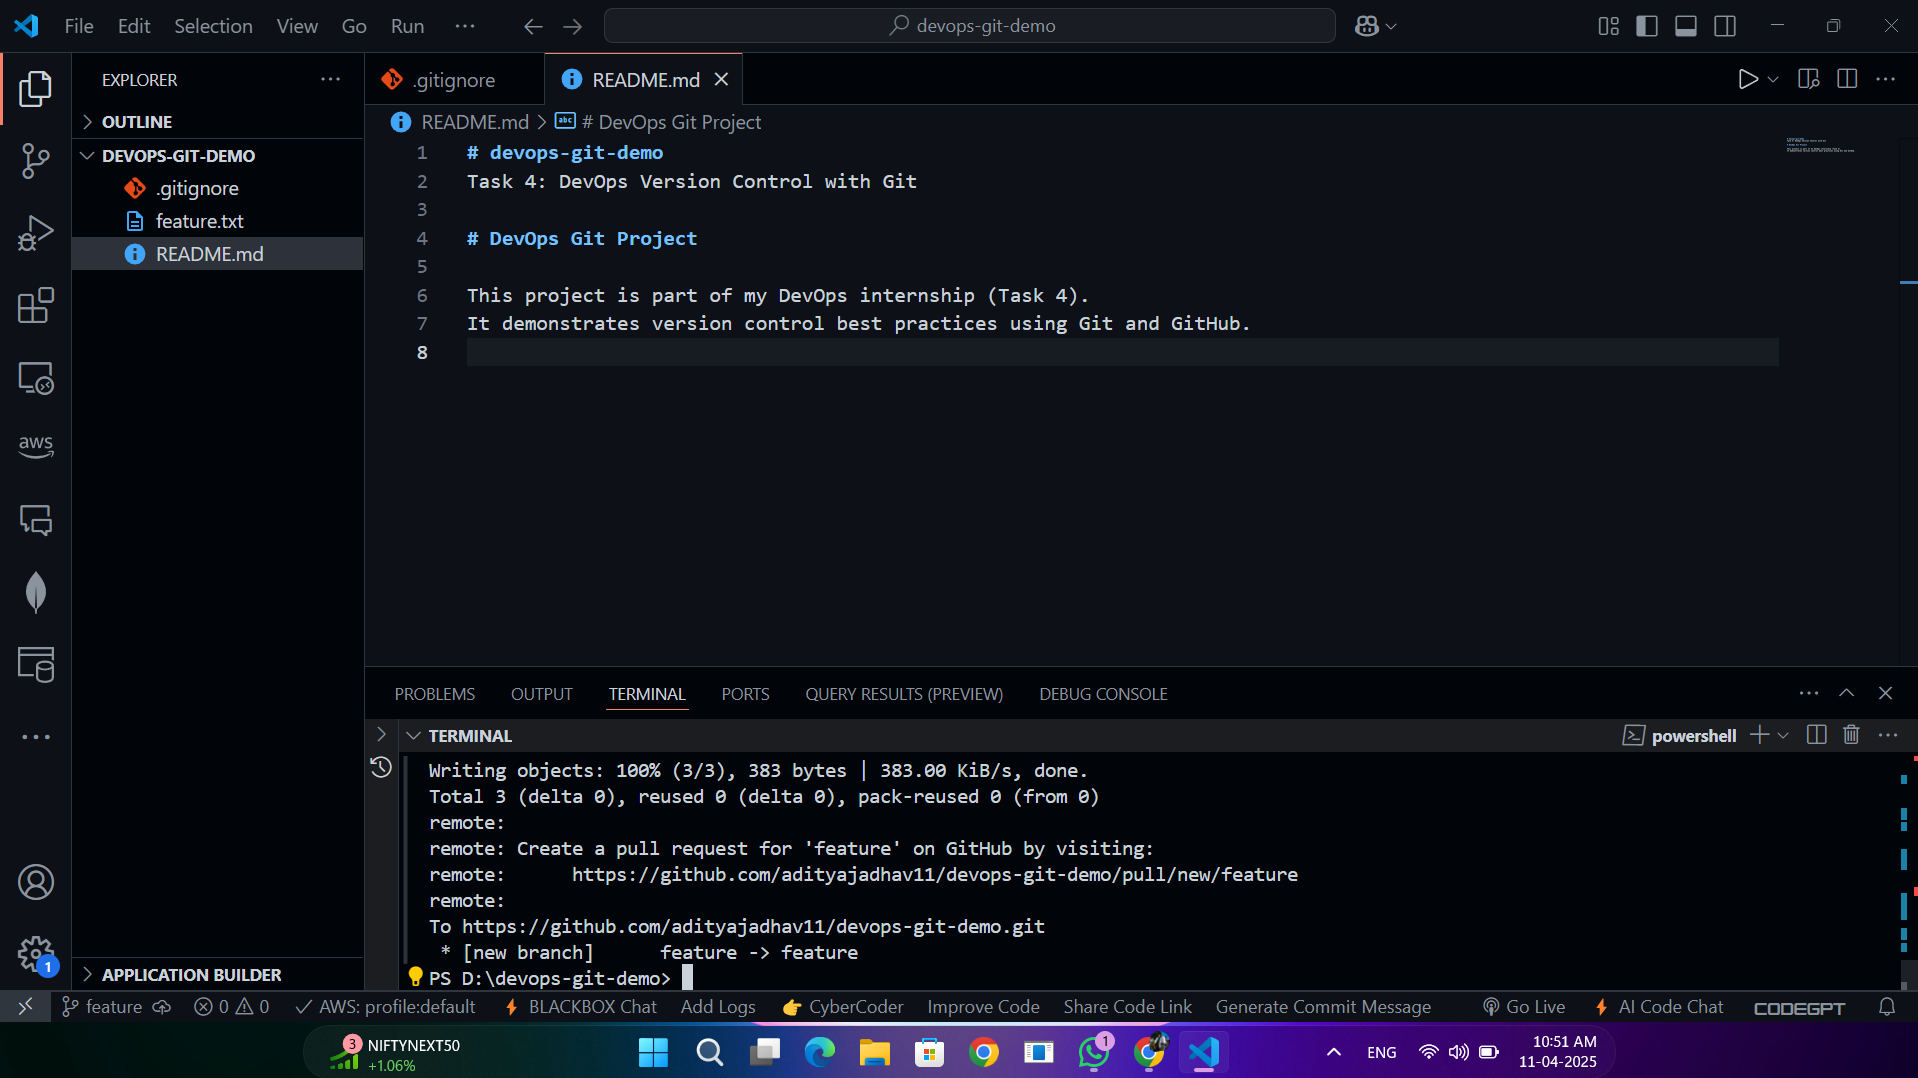 File Edit Selection View Go Run ...
devops-git-demo
EXPLORER
OUTLINE
DEVOPS-GIT-DEMO
.gitignore
feature.txt
README.md
APPLICATION BUILDER
aws
1
.gitignore
README.md
README.md > # DevOps Git Project
1 # devops-git-demo
2 Task 4: DevOps Version Control with Git
3
4 # DevOps Git Project
5
6 This project is part of my DevOps internship (Task 4).
7 It demonstrates version control best practices using Git and GitHub.
8
PROBLEMS OUTPUT TERMINAL PORTS QUERY RESULTS (PREVIEW) DEBUG CONSOLE
TERMINAL
powershell
Writing objects: 100% (3/3), 383 bytes | 383.00 KiB/s, done.
Total 3 (delta 0), reused 0 (delta 0), pack-reused 0 (from 0)
remote:
remote: Create a pull request for 'feature' on GitHub by visiting:
remote:      https://github.com/adityajadhav11/devops-git-demo/pull/new/feature
remote:
To https://github.com/adityajadhav11/devops-git-demo.git
 * [new branch]      feature -> feature
PS D:\devops-git-demo>
feature 0 0 AWS: profile:default BLACKBOX Chat Add Logs CyberCoder Improve Code Share Code Link Generate Commit Message Go Live AI Code Chat CODEGPT
3
NIFTYNEXT50
+1.06%
1
ENG
10:51 AM
11-04-2025